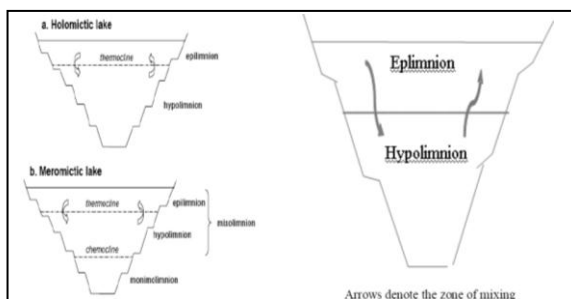 a. Holomictic lake
thermocline
epilimnion
hypolimnion
b. Meromictic lake
thermocline
epilimnion
mixolimnion
hypolimnion
chemocline
monimolimnion
Eplimnion
Hypolimnion
Arrows denote the zone of mixing